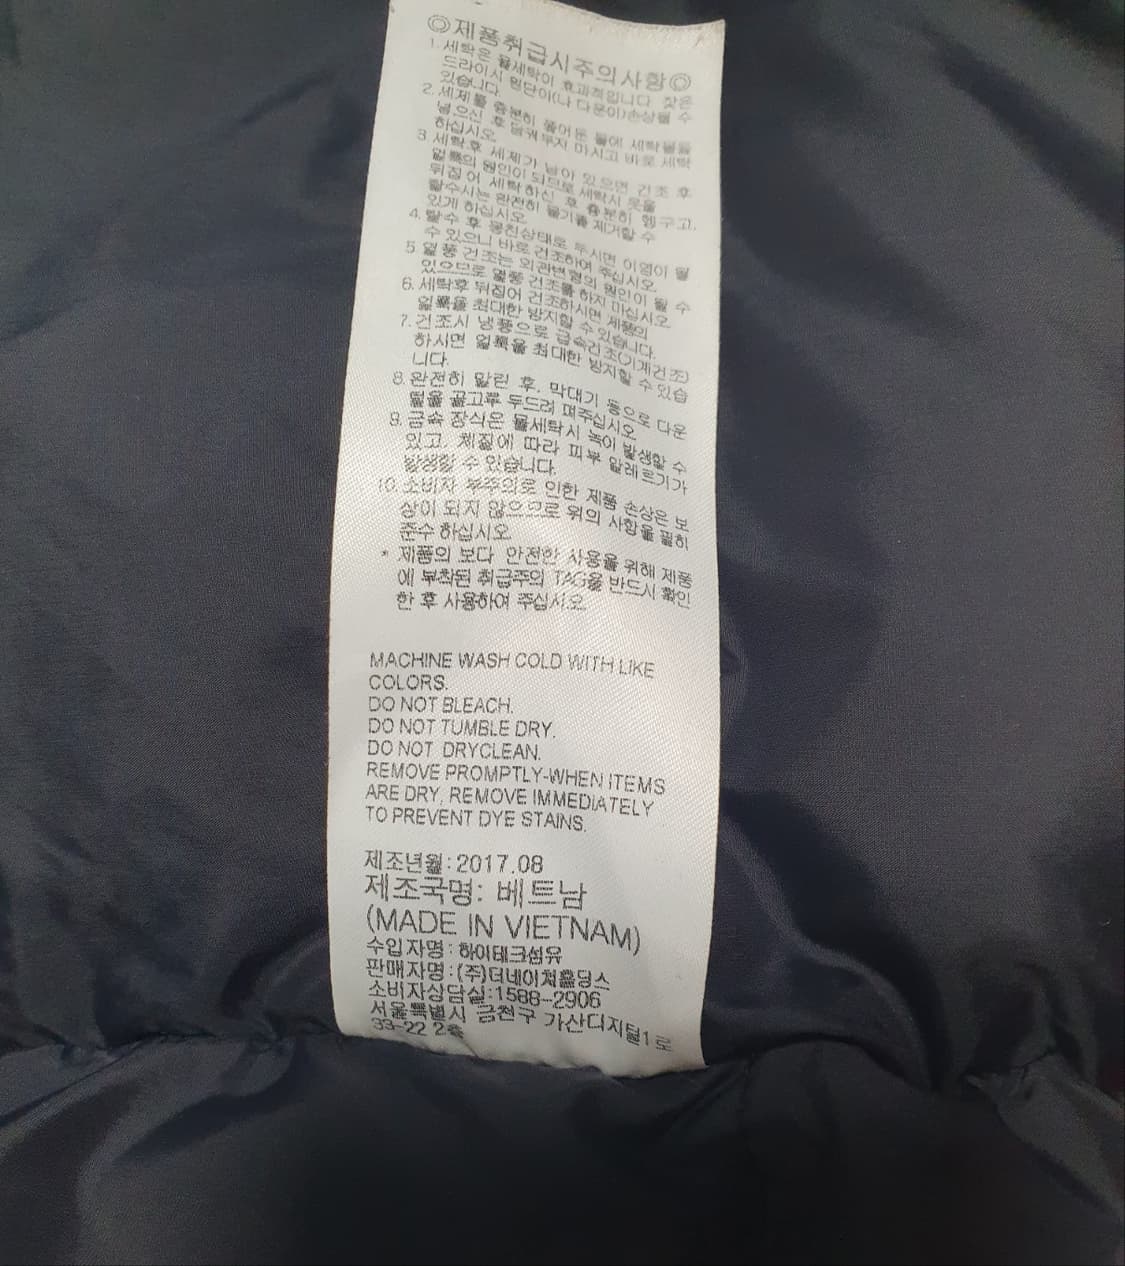 ◎제품취급시주의사항◎
1. 세탁은 물세탁이 효과적입니다. 잦은
드라이시 원단이(나 다운이)손상될 수
있습니다.
2. 세제를 충분히 풀어둔 물에 세탁물을
넣으신 후 담궈두지 마시고 바로 세탁
하십시오.
3. 세탁후 세제가 남아 있으면 건조 후
얼룩의 원인이 되므로 세탁시 옷을
뒤집어 세탁하신 후 충분히 헹구고,
탈수시는 완전히 물기를 제거할 수
있게 하십시오.
4. 탈수 후 뭉친상태로 두시면 이염이 될
수 있으니 바로 건조하여 주십시오.
5 열풍 건조는 외관변형의 원인이 될 수
있으므로 열풍 건조를 하지 마십시오.
6. 세탁후 뒤집어 건조하시면 제품의
얼룩을 최대한 방지할 수 있습니다.
7. 건조시 냉풍으로 급속건조(기계건조)
하시면 얼룩을 최대한 방지할 수 있습
니다.
8. 완전히 말린 후, 막대기 등으로 다운
털을 골고루 두드려 펴주십시오.
9. 금속 장식은 물세탁시 녹이 발생할 수
있고, 체질에 따라 피부 알레르기가
발생할 수 있습니다.
10. 소비자 부주의로 인한 제품 손상은 보
상이 되지 않으므로 위의 사항을 필히
준수 하십시오.
* 제품의 보다 안전한 사용을 위해 제품
에 부착된 취급주의 TAG을 반드시 확인
한 후 사용하여 주십시오.
MACHINE WASH COLD WITH LIKE
COLORS.
DO NOT BLEACH.
DO NOT TUMBLE DRY.
DO NOT DRYCLEAN.
REMOVE PROMPTLY-WHEN ITEMS
ARE DRY, REMOVE IMMEDIATELY
TO PREVENT DYE STAINS.
제조년월:2017.08
제조국명: 베트남
(MADE IN VIETNAM)
수입자명:하이테크섬유
판매자명:(주)더네이쳐홀딩스
소비자상담실:1588-2906
서울특별시 금천구 가산디지털1로
33-22 2층